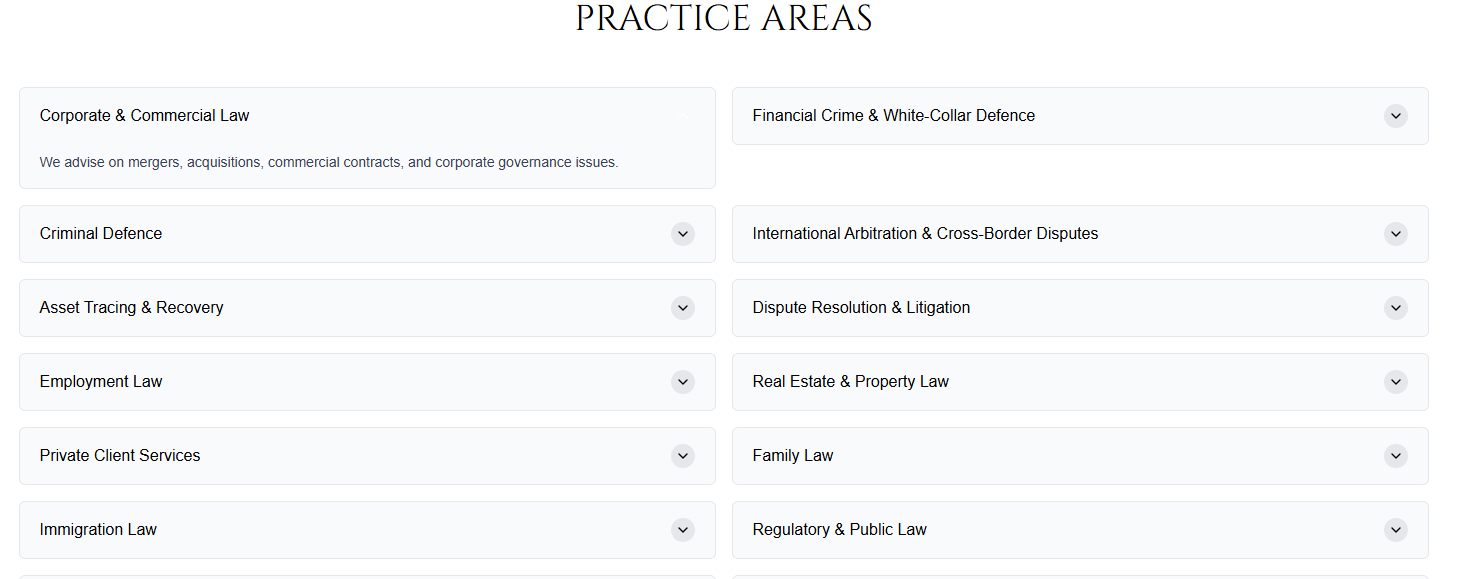 PRACTICE AREAS
Corporate & Commercial Law
We advise on mergers, acquisitions, commercial contracts, and corporate governance issues.
Financial Crime & White-Collar Defence
Criminal Defence
International Arbitration & Cross-Border Disputes
Asset Tracing & Recovery
Dispute Resolution & Litigation
Employment Law
Real Estate & Property Law
Private Client Services
Family Law
Immigration Law
Regulatory & Public Law